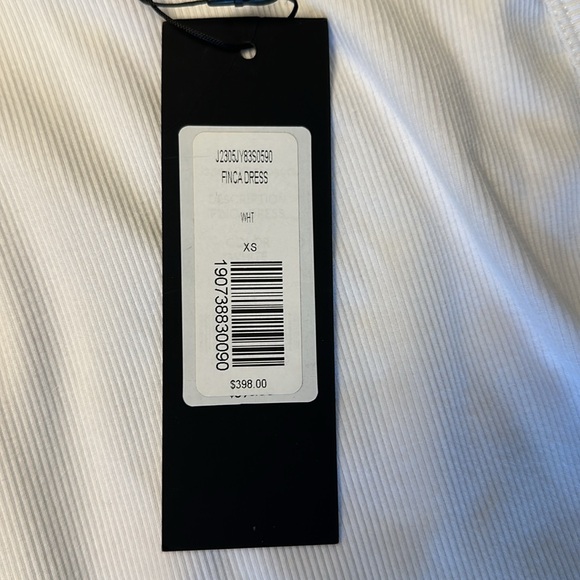 J2305JY83S0590
FINCA DRESS
WHT
XS
190738830090
$398.00